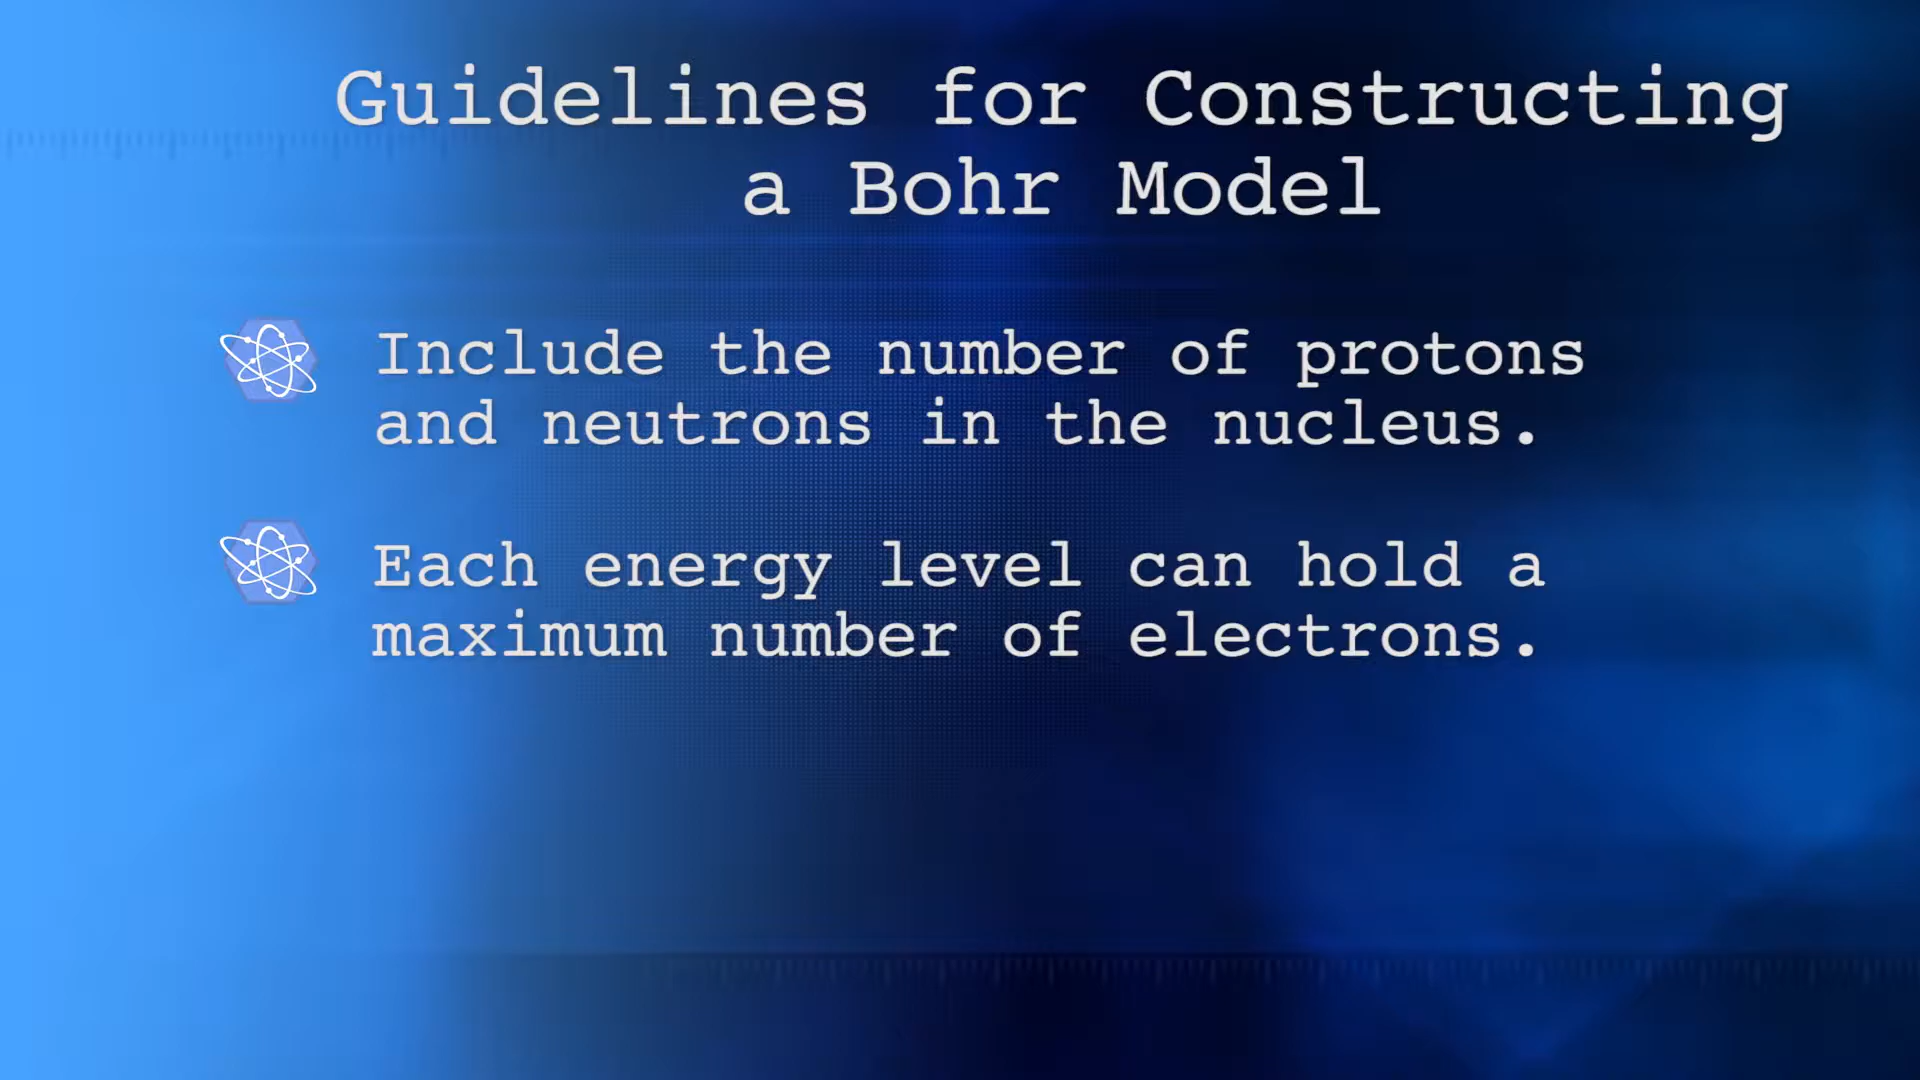 Guidelines for Constructing
a Bohr Model
Include the number of protons
and neutrons in the nucleus.
Each energy level can hold a
maximum number of electrons.